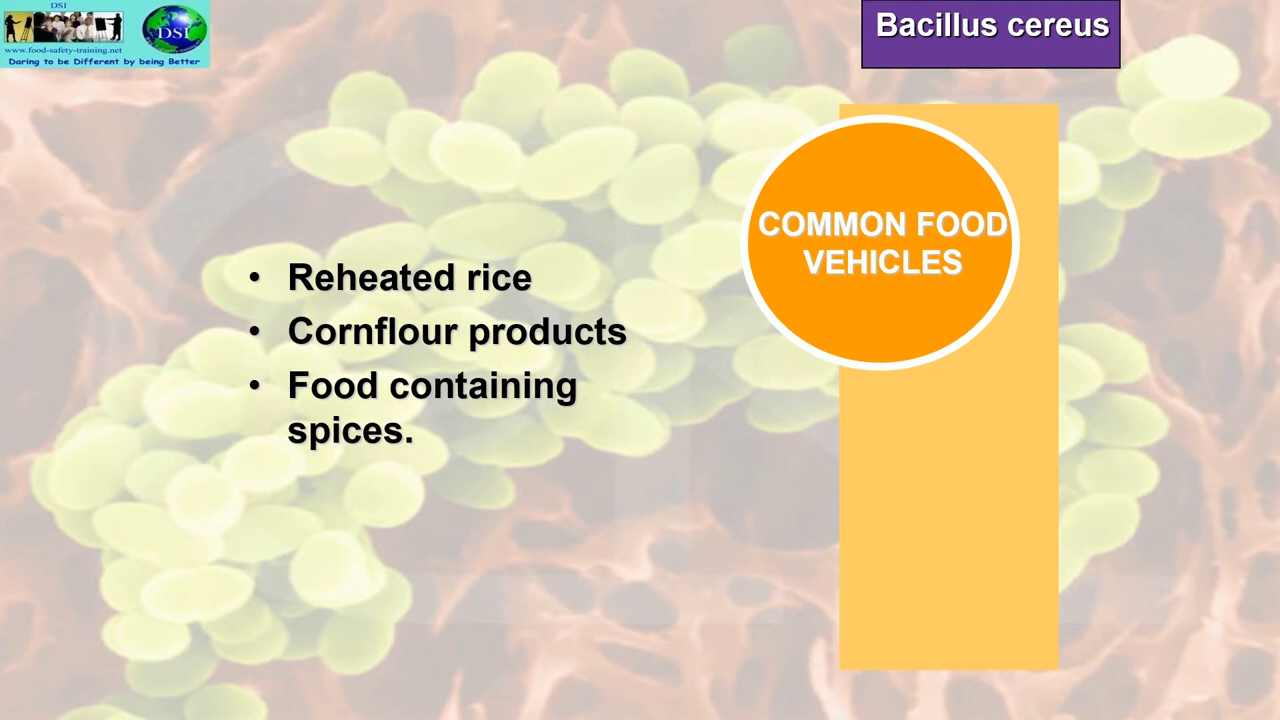 DSI
DSI
www.food-safety-training.net
Daring to be Different by being Better
Bacillus cereus
COMMON FOOD
VEHICLES
• Reheated rice
• Cornflour products
• Food containing
spices.